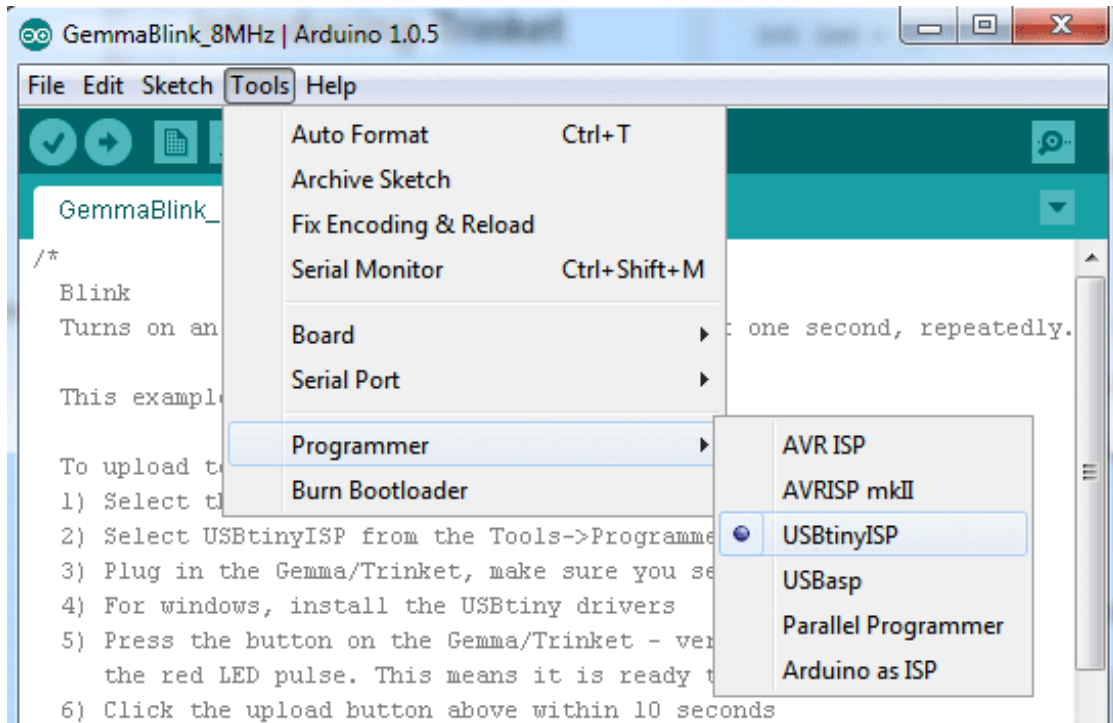 GemmaBlink_8MHz | Arduino 1.0.5
File Edit Sketch Tools Help
Auto Format Ctrl+T
Archive Sketch
Fix Encoding & Reload
Serial Monitor Ctrl+Shift+M
Board
Serial Port
Programmer
Burn Bootloader
AVR ISP
AVRISP mkII
USBtinyISP
USBasp
Parallel Programmer
Arduino as ISP
GemmaBlink_
/*
Blink
Turns on an one second, repeatedly.
This
To upload
1) Select
2) Select USBtinyISP from the
3) Plug in the Gemma/Trinket, make sure you
4) For windows, install the USBtiny drivers
5) Press the button on the Gemma/Trinket -
the red LED pulse. This means it is ready
6) Click the upload button above within 10 seconds